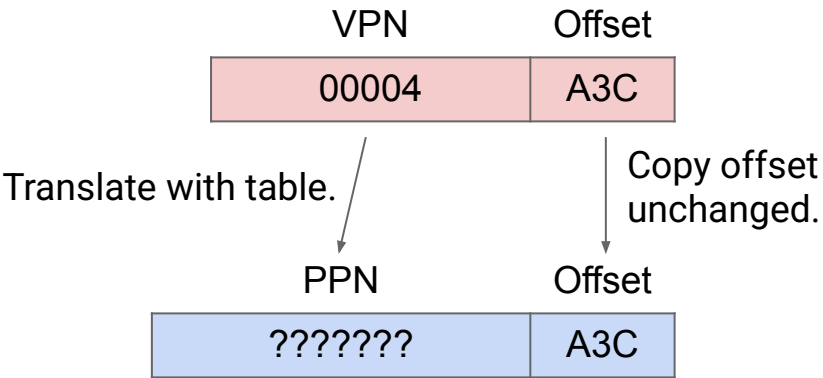 VPN Offset
00004 A3C
Translate with table.
Copy offset
unchanged.
PPN Offset
??????? A3C